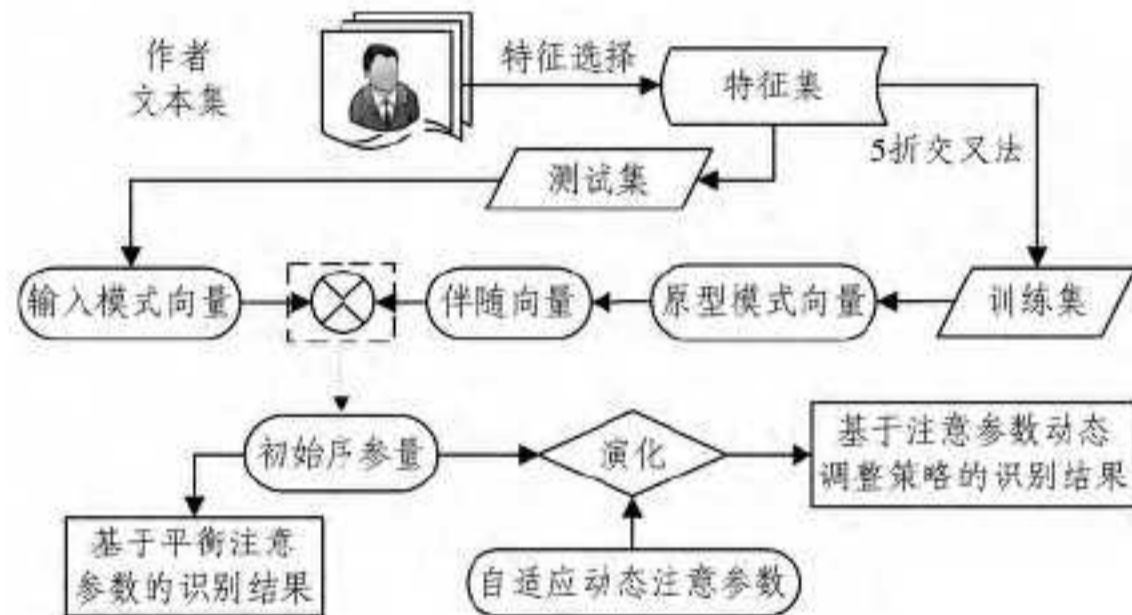 作者
文本集
特征选择
特征集
5折交叉法
测试集
输入模式向量
伴随向量
原型模式向量
训练集
初始序参量
演化
基于注意参数动态
调整策略的识别结果
基于平衡注意
参数的识别结果
自适应动态注意参数